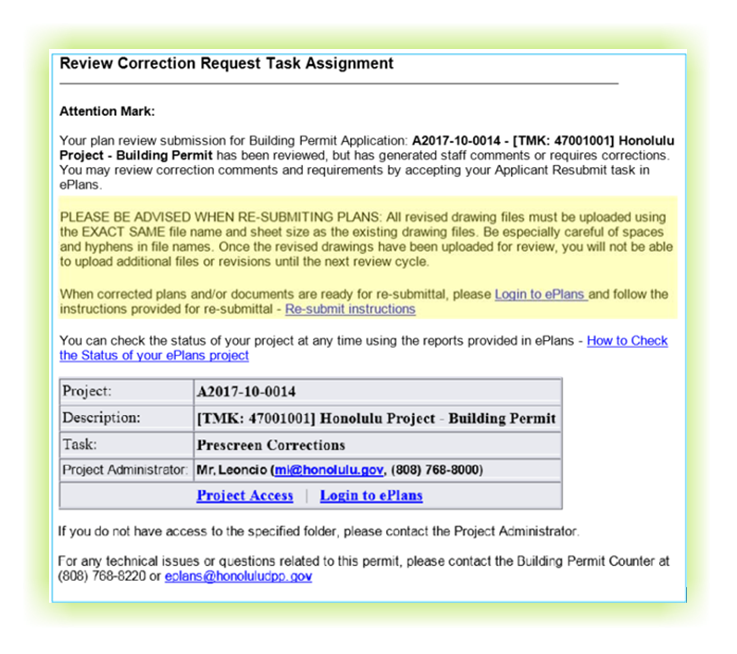 Review Correction Request Task Assignment
Attention Mark:
Your plan review submission for Building Permit Application: A2017-10-0014 - [TMK: 47001001] Honolulu
Project - Building Permit has been reviewed, but has generated staff comments or requires corrections.
You may review correction comments and requirements by accepting your Applicant Resubmit task in
ePlans.
PLEASE BE ADVISED WHEN RE-SUBMITING PLANS: All revised drawing files must be uploaded using
the EXACT SAME file name and sheet size as the existing drawing files. Be especially careful of spaces
and hyphens in file names. Once the revised drawings have been uploaded for review, you will not be able
to upload additional files or revisions until the next review cycle.
When corrected plans and/or documents are ready for re-submittal, please Login to ePlans and follow the
instructions provided for re-submittal - Re-submit instructions
You can check the status of your project at any time using the reports provided in ePlans - How to Check
the Status of your ePlans project
Project: A2017-10-0014
Description: [TMK: 47001001] Honolulu Project - Building Permit
Task: Prescreen Corrections
Project Administrator: Mr. Leoncio (ml@honolulu.gov, (808) 768-8000)
Project Access | Login to ePlans
If you do not have access to the specified folder, please contact the Project Administrator.
For any technical issues or questions related to this permit, please contact the Building Permit Counter at
(808) 768-8220 or eplans@honoluludpp.gov